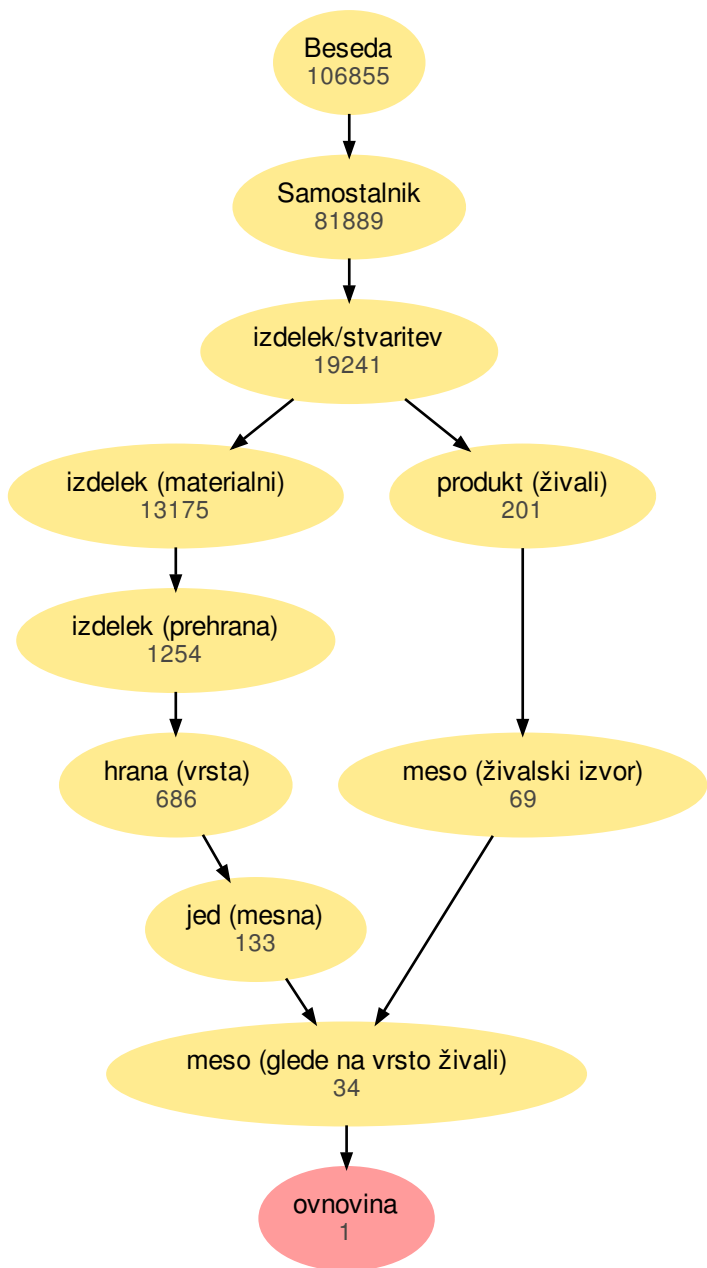 Beseda
106855
Samostalnik
81889
izdelek/stvaritev
19241
izdelek (materialni)
13175
produkt (živali)
201
izdelek (prehrana)
1254
hrana (vrsta)
686
meso (živalski izvor)
69
jed (mesna)
133
meso (glede na vrsto živali)
34
ovnovina
1